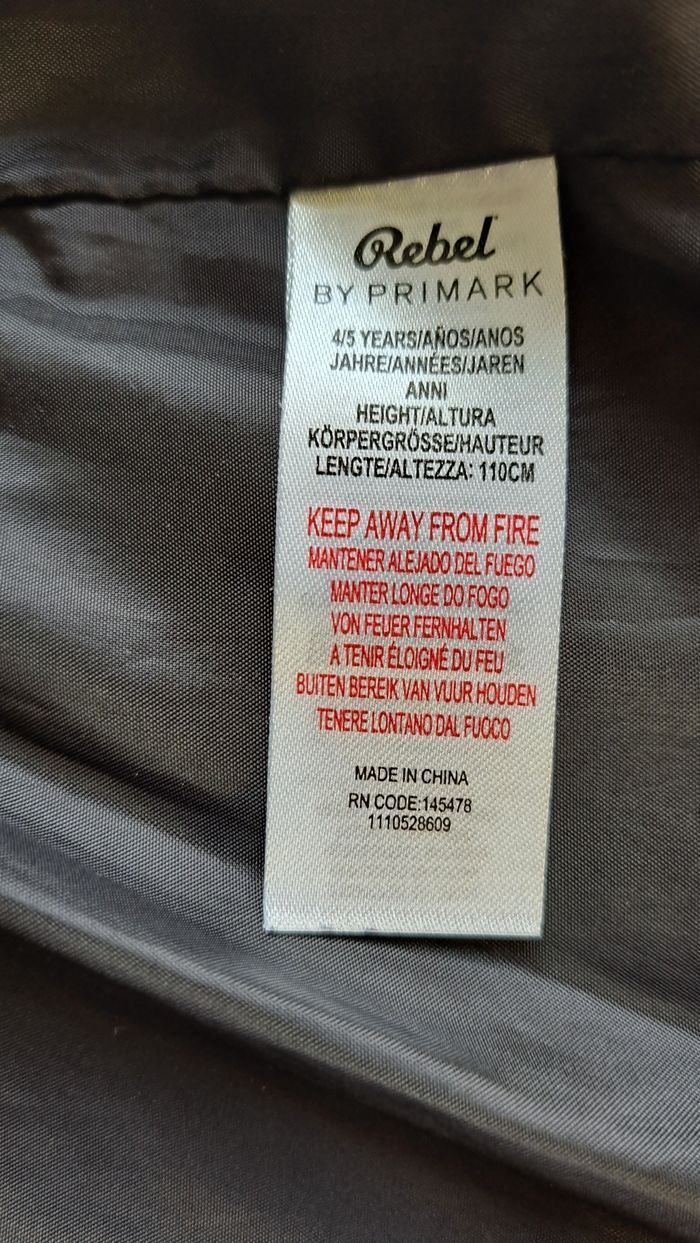 Rebel
BY PRIMARK
4/5 YEARS/AÑOS/ANOS
JAHRE/ANNÉES/JAREN
ANNI
HEIGHT/ALTURA
KÖRPERGRÖSSE/HAUTEUR
LENGTE/ALTEZZA: 110CM
KEEP AWAY FROM FIRE
MANTENER ALEJADO DEL FUEGO
MANTER LONGE DO FOGO
VON FEUER FERNHALTEN
A TENIR ÉLOIGNÉ DU FEU
BUITEN BEREIK VAN VUUR HOUDEN
TENERE LONTANO DAL FUOCO
MADE IN CHINA
RN CODE:145478
1110528609